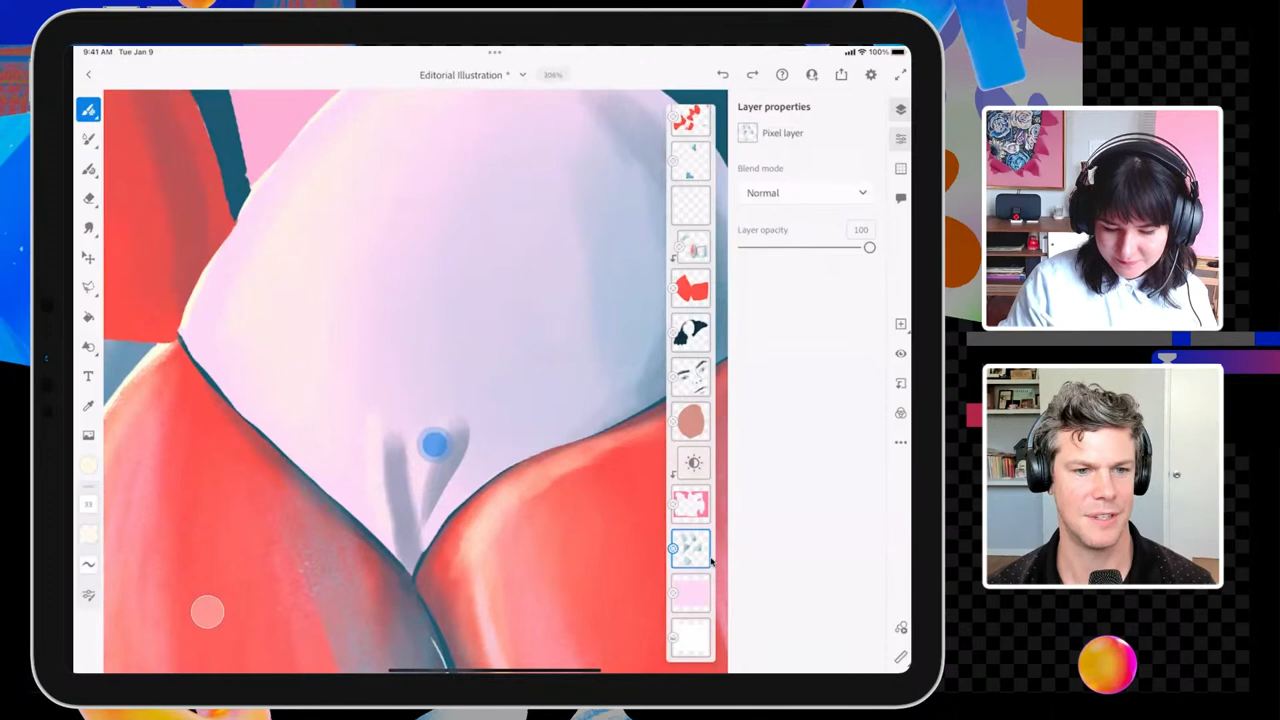 9:41 AM Tue Jan 9
100%
Editorial Illustration *
306%
Layer properties
Pixel layer
Blend mode
Normal
Layer opacity 100
T
33